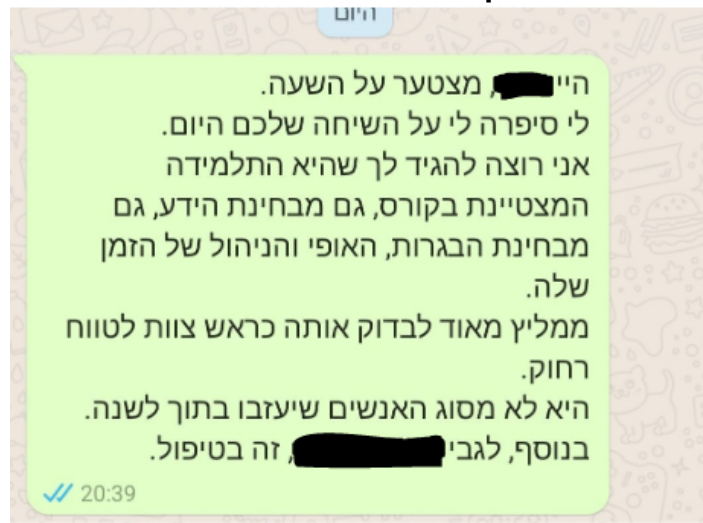 היום
היי, מצטער על השעה.
לי סיפרה לי על השיחה שלכם היום.
אני רוצה להגיד לך שהיא התלמידה
המצטיינת בקורס, גם מבחינת הידע, גם
מבחינת הבגרות, האופי והניהול של הזמן
שלה.
ממליץ מאוד לבדוק אותה כראש צוות לטווח
רחוק.
היא לא מסוג האנשים שיעזבו בתוך לשנה.
בנוסף, לגבי, זה בטיפול.
20:39